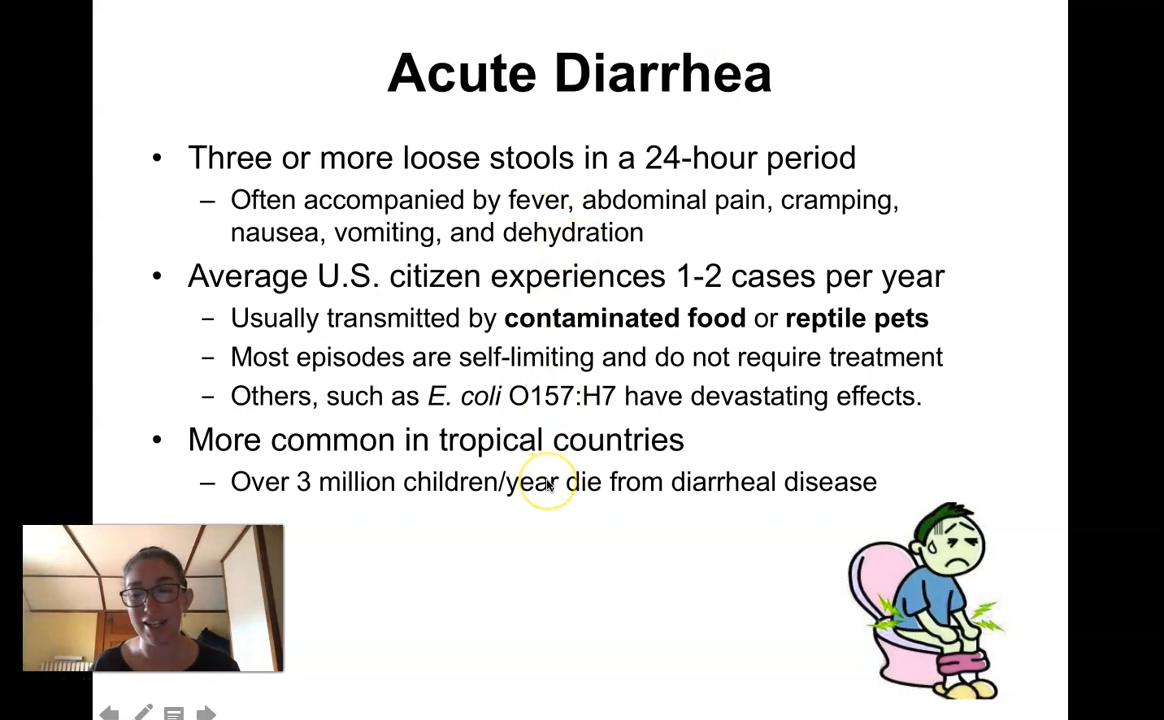 Acute Diarrhea
• Three or more loose stools in a 24-hour period
– Often accompanied by fever, abdominal pain, cramping,
nausea, vomiting, and dehydration
• Average U.S. citizen experiences 1-2 cases per year
– Usually transmitted by contaminated food or reptile pets
– Most episodes are self-limiting and do not require treatment
– Others, such as E. coli O157:H7 have devastating effects.
• More common in tropical countries
– Over 3 million children/year die from diarrheal disease